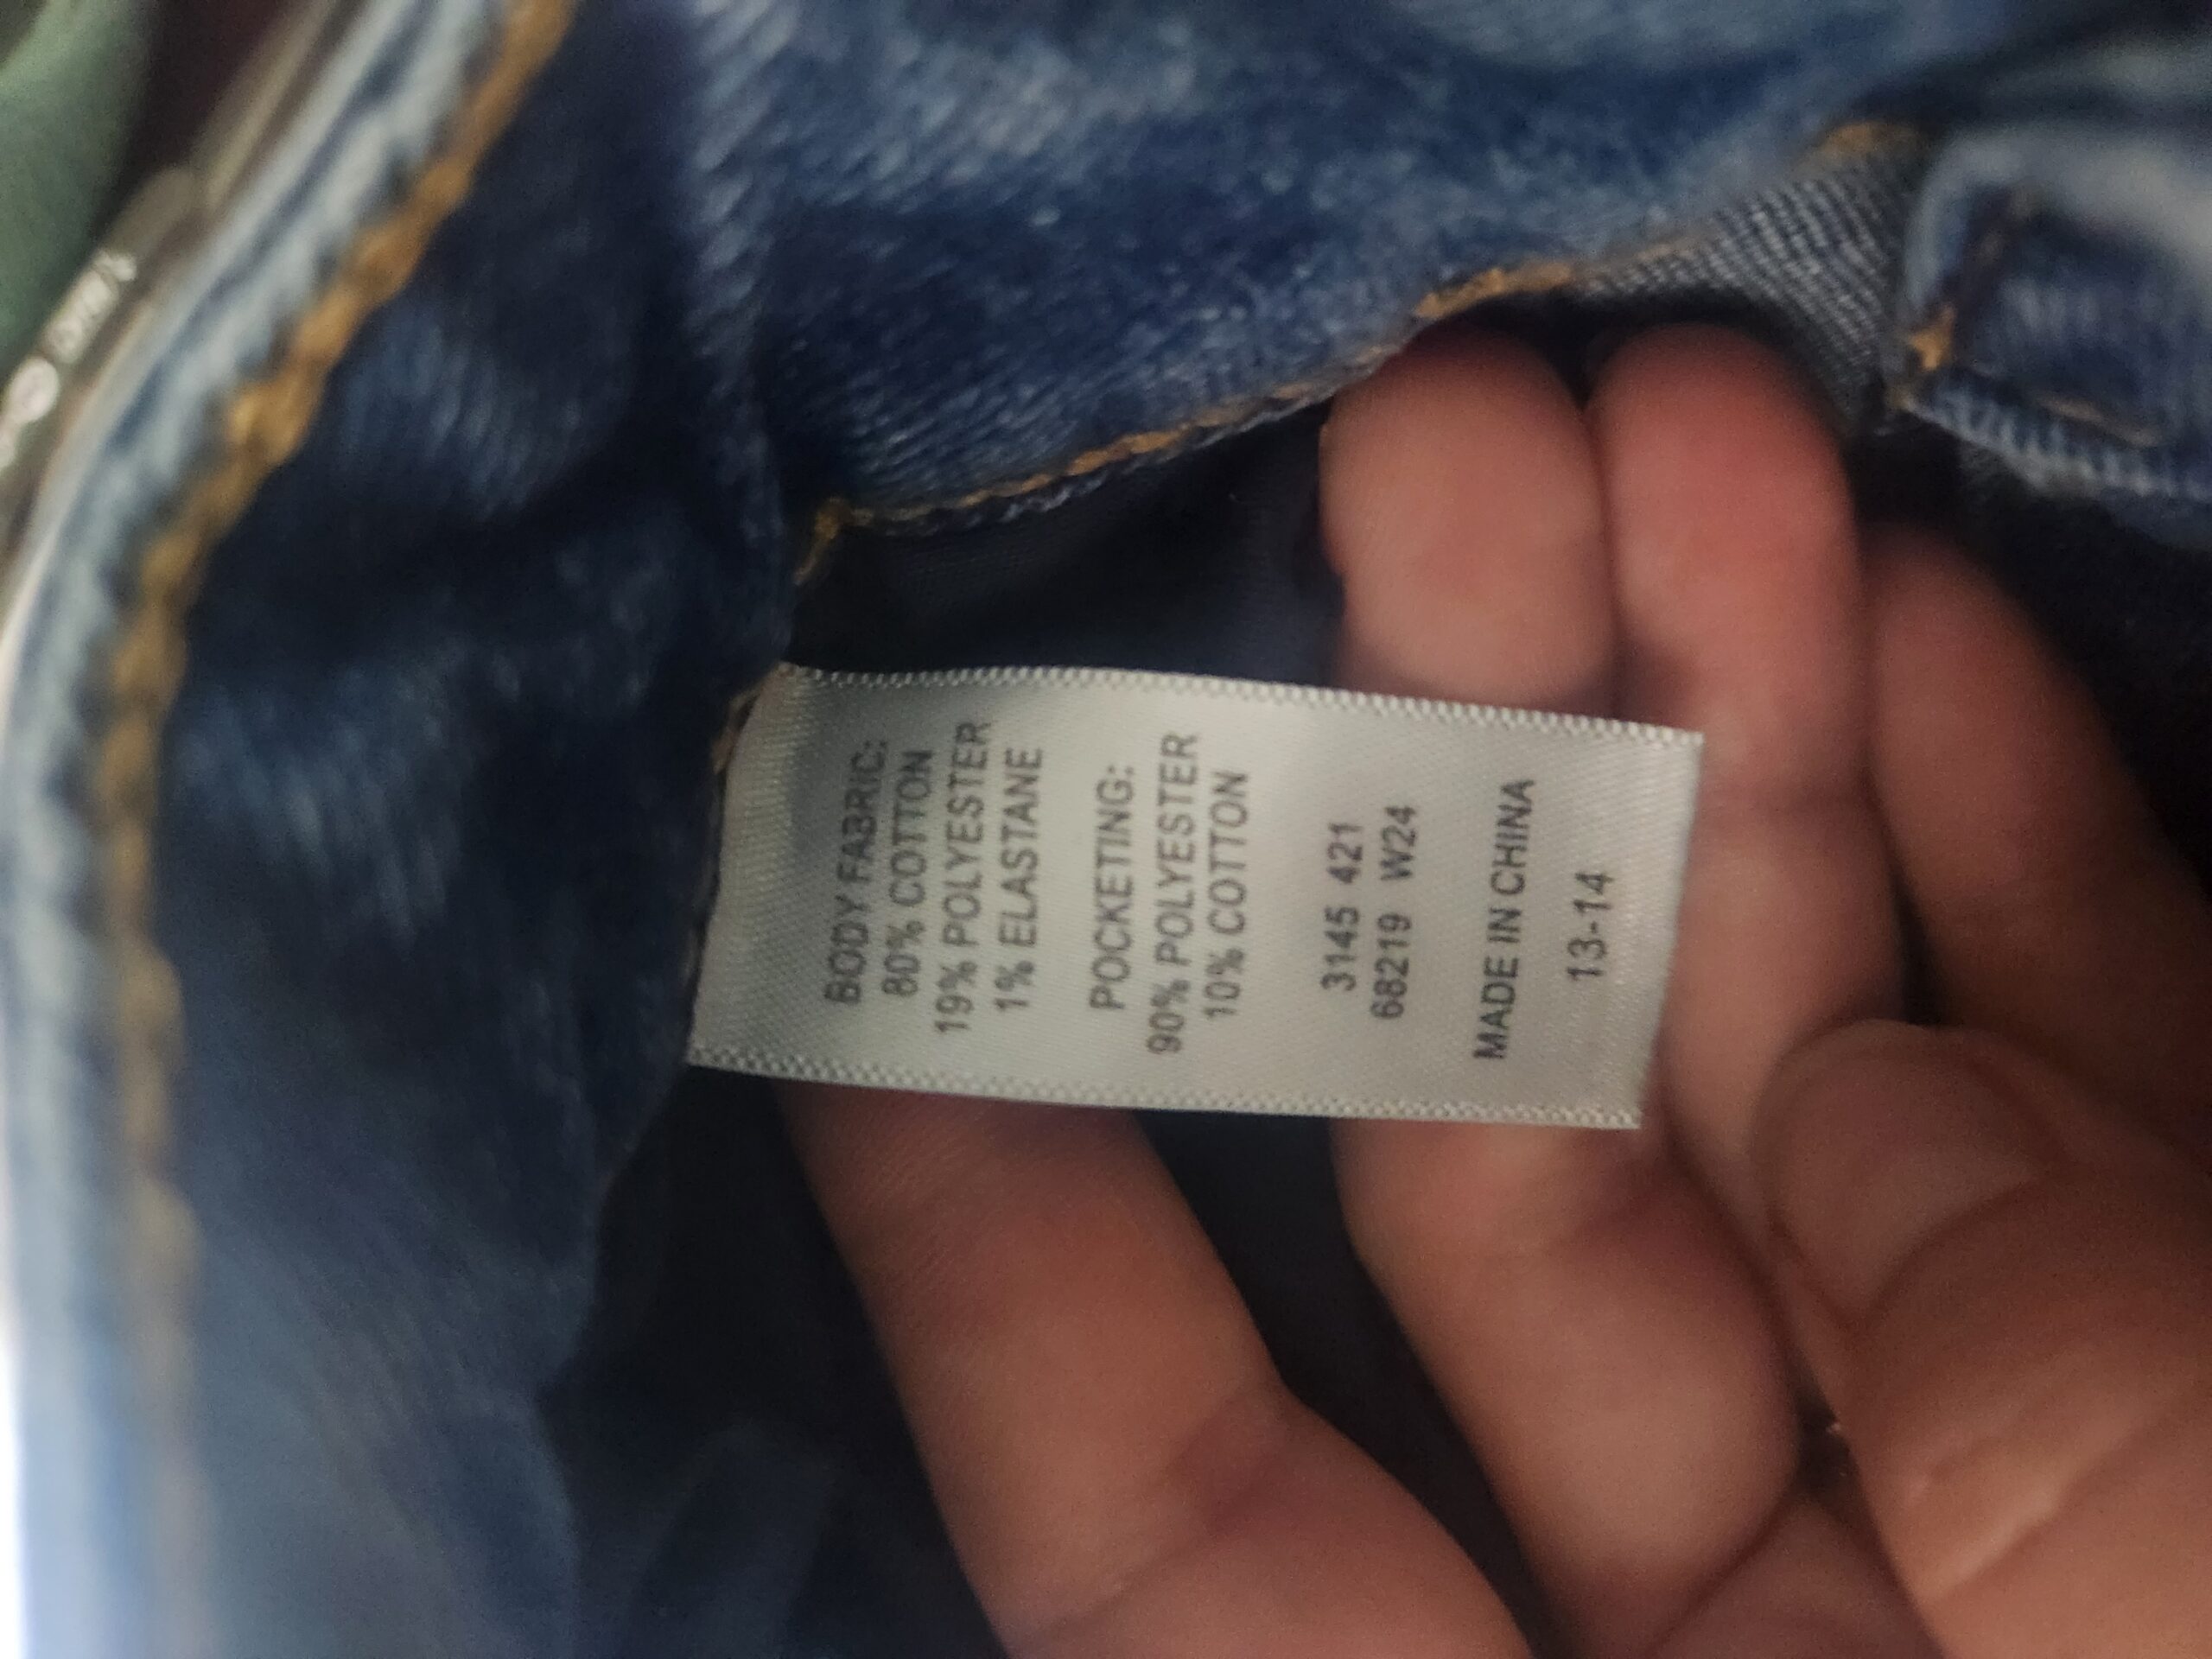 BODY FABRIC:
80% COTTON
19% POLYESTER
1% ELASTANE
POCKETING:
90% POLYESTER
10% COTTON
3145 421
68219 W24
MADE IN CHINA
13-14